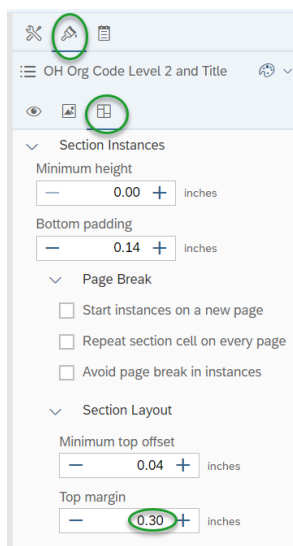 OH Org Code Level 2 and Title
Section Instances
Minimum height
0.00 inches
Bottom padding
0.14 inches
Page Break
Start instances on a new page
Repeat section cell on every page
Avoid page break in instances
Section Layout
Minimum top offset
0.04 inches
Top margin
0.30 inches